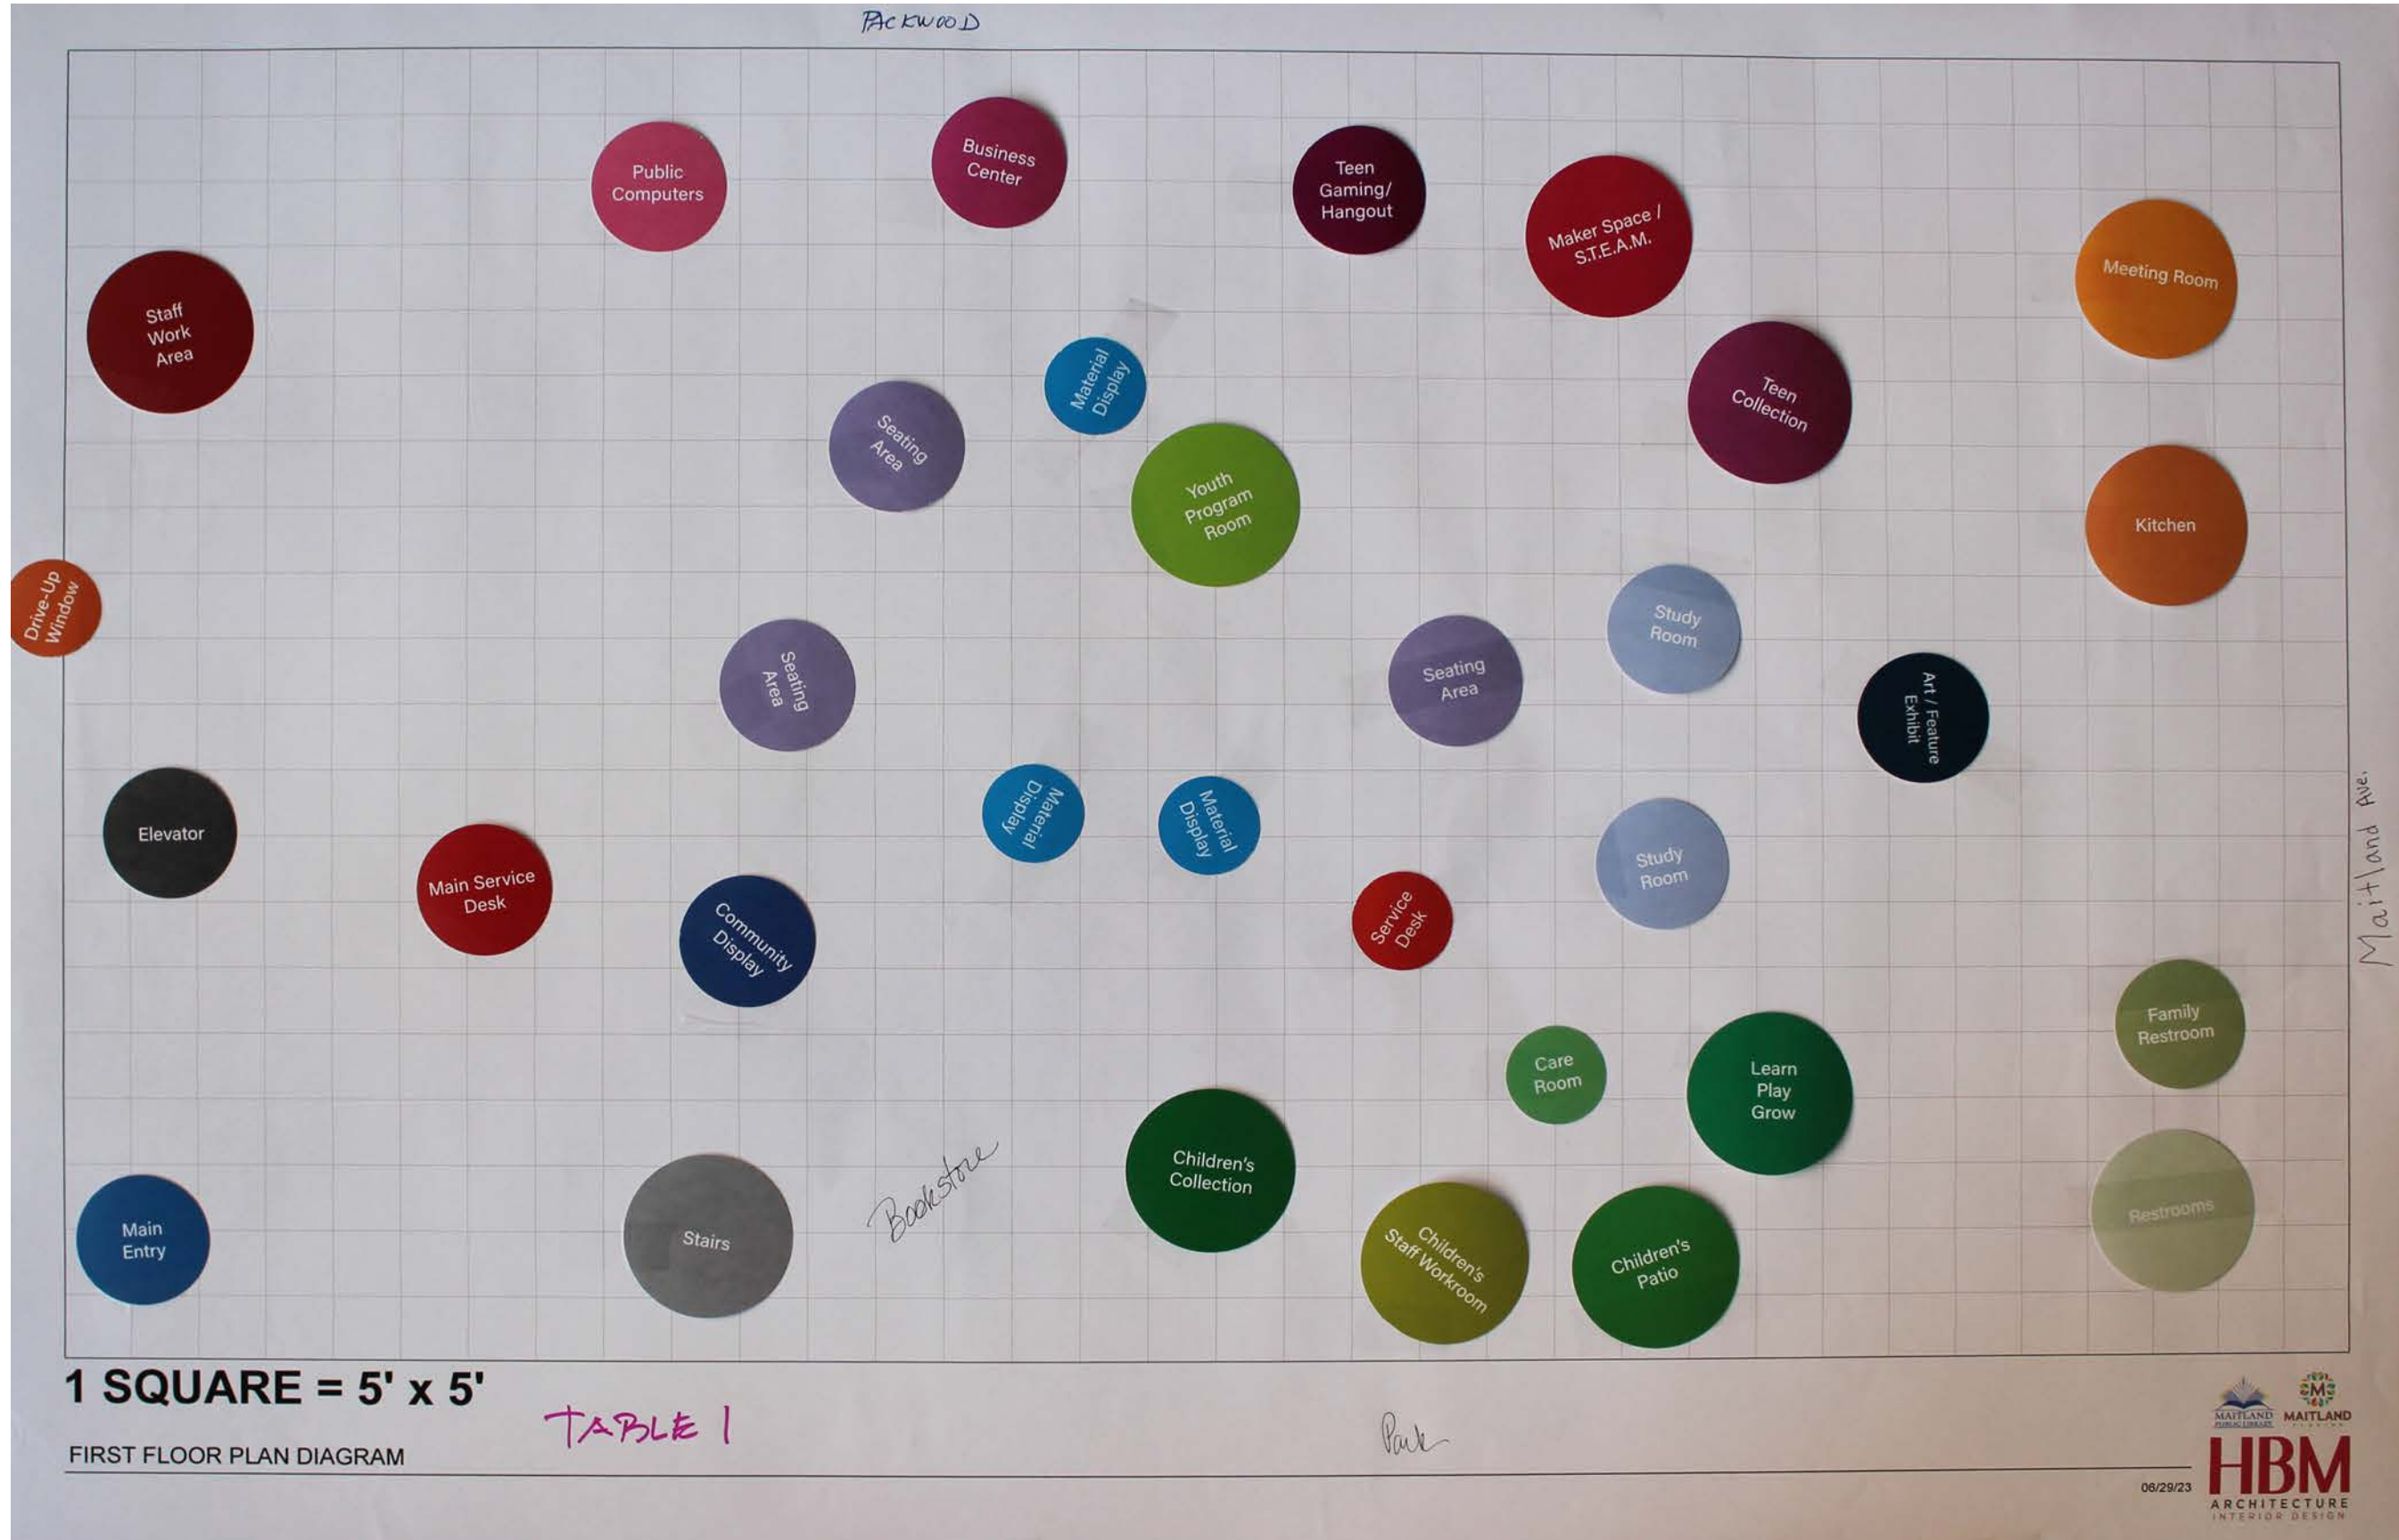 PACKWOOD
Public
Computers
Business
Center
Teen
Gaming/
Hangout
Maker Space /
S.T.E.A.M.
Meeting Room
Staff
Work
Area
Material
Display
Teen
Collection
Seating
Area
Youth
Program
Room
Kitchen
Drive-Up
Window
Seating
Area
Seating
Area
Study
Room
Art / Feature
Exhibit
Elevator
Main Service
Desk
Community
Display
Material
Display
Material
Display
Service
Desk
Study
Room
Maitland Ave.
Family
Restroom
Care
Room
Learn
Play
Grow
Main
Entry
Stairs
Bookstore
Children's
Collection
Children's
Staff Workroom
Children's
Patio
Restrooms
1 SQUARE = 5' x 5'
TABLE 1
FIRST FLOOR PLAN DIAGRAM
Park
06/29/23
MAITLAND
PUBLIC LIBRARY
M
MAITLAND
HBM
ARCHITECTURE
INTERIOR DESIGN